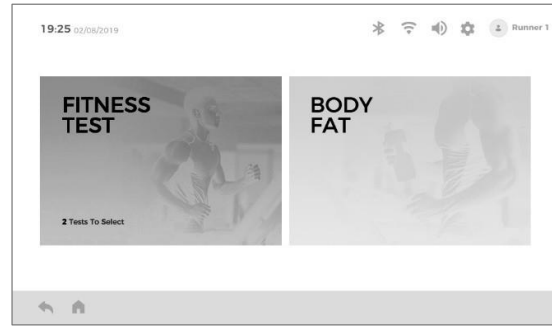 19:25 02/08/2019
Runner 1
FITNESS
TEST
2 Tests To Select
BODY
FAT